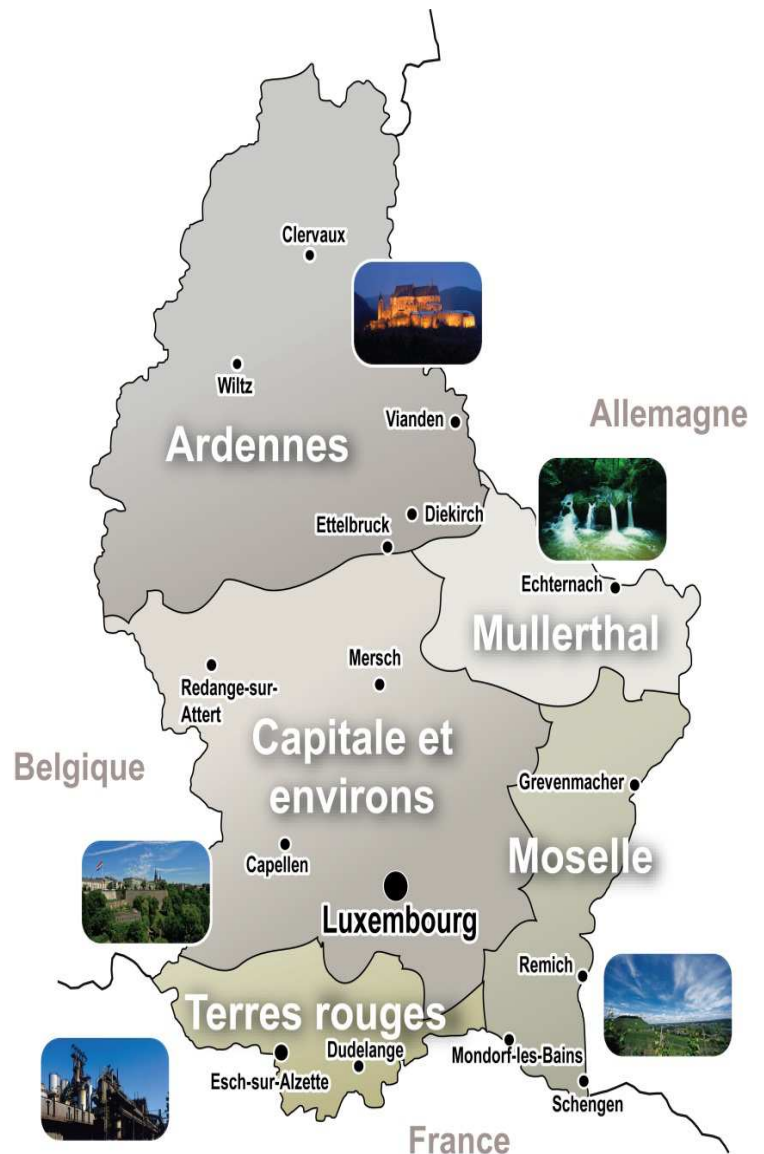 Clervaux
Wiltz
Allemagne
Vianden
Ardennes
Diekirch
Ettelbruck
Echternach
Mullerthal
Mersch
Redange-sur-
Attert
Capitale et
environs
Belgique
Grevenmacher
Capellen
Moselle
Luxembourg
Remich
Terres rouges
Dudelange
Mondorf-les-Bains
Esch-sur-Alzette
Schengen
France